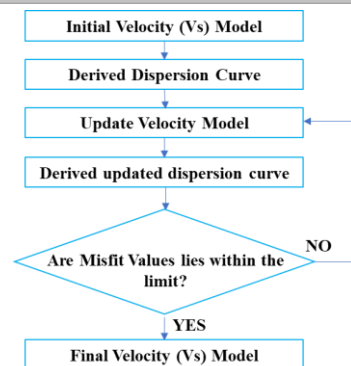 Initial Velocity (Vs) Model
Derived Dispersion Curve
Update Velocity Model
Derived updated dispersion curve
Are Misfit Values lies within the
limit?
NO
YES
Final Velocity (Vs) Model